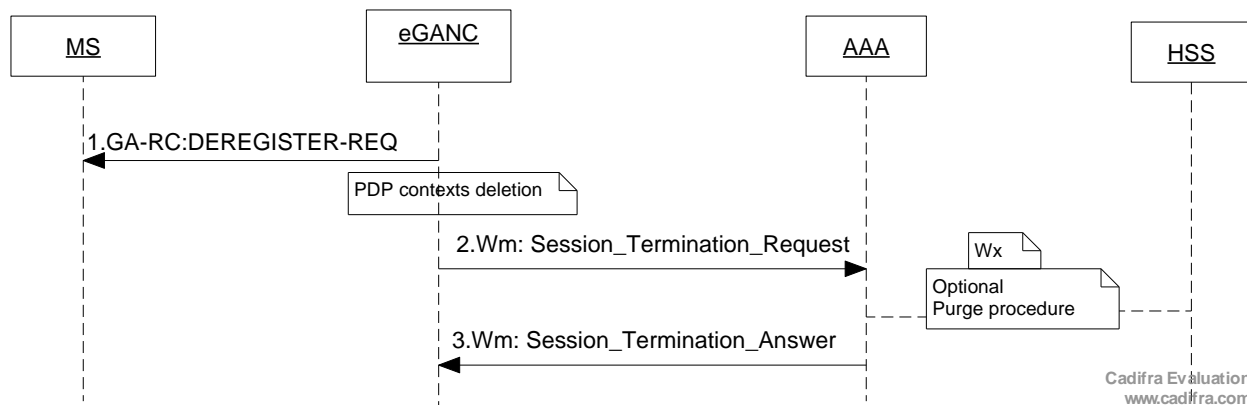 MS
eGANC
AAA
HSS
1.GA-RC:DEREGISTER-REQ
PDP contexts deletion
2.Wm: Session_Termination_Request
Wx
Optional
Purge procedure
3.Wm: Session_Termination_Answer
Cadifra Evaluation
www.cadifra.com